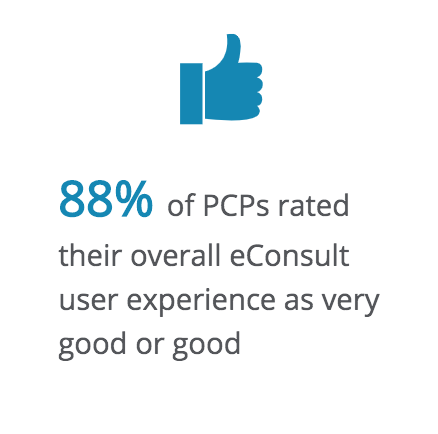 88% of PCPs rated
their overall eConsult
user experience as very
good or good